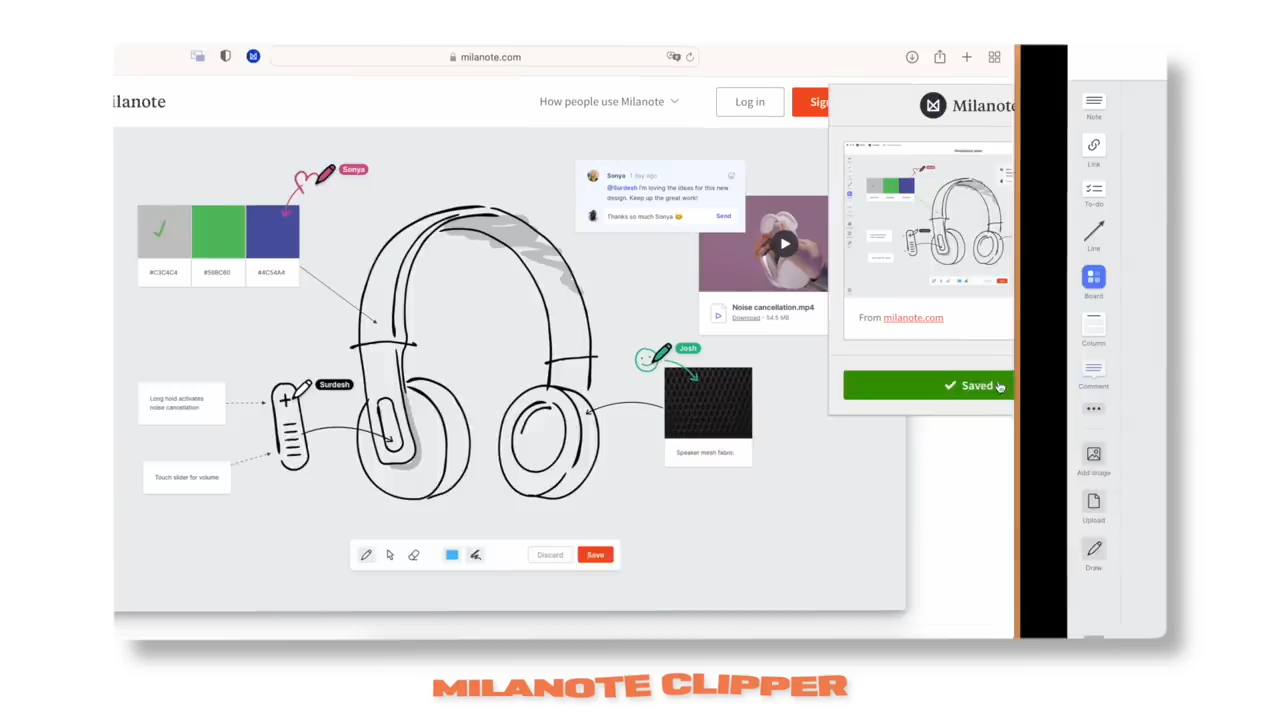 milanote.com
ilanote
How people use Milanote
Log in
Sign
Milanote
Sonya
Sonya 1 day ago
@Surdesh I'm loving the ideas for this new
design. Keep up the great work!
Thanks so much Sonya 😊
Send
#C3C4C4
#56BC60
#4C54A4
Noise cancellation.mp4
Download • 54.5 MB
From milanote.com
Saved
Josh
Surdesh
Long hold activates
noise cancellation
Touch slider for volume
Speaker mesh fabric.
Discard
Save
Note
Link
To-do
Line
Board
Column
Comment
Add image
Upload
Draw
MILANOTE CLIPPER